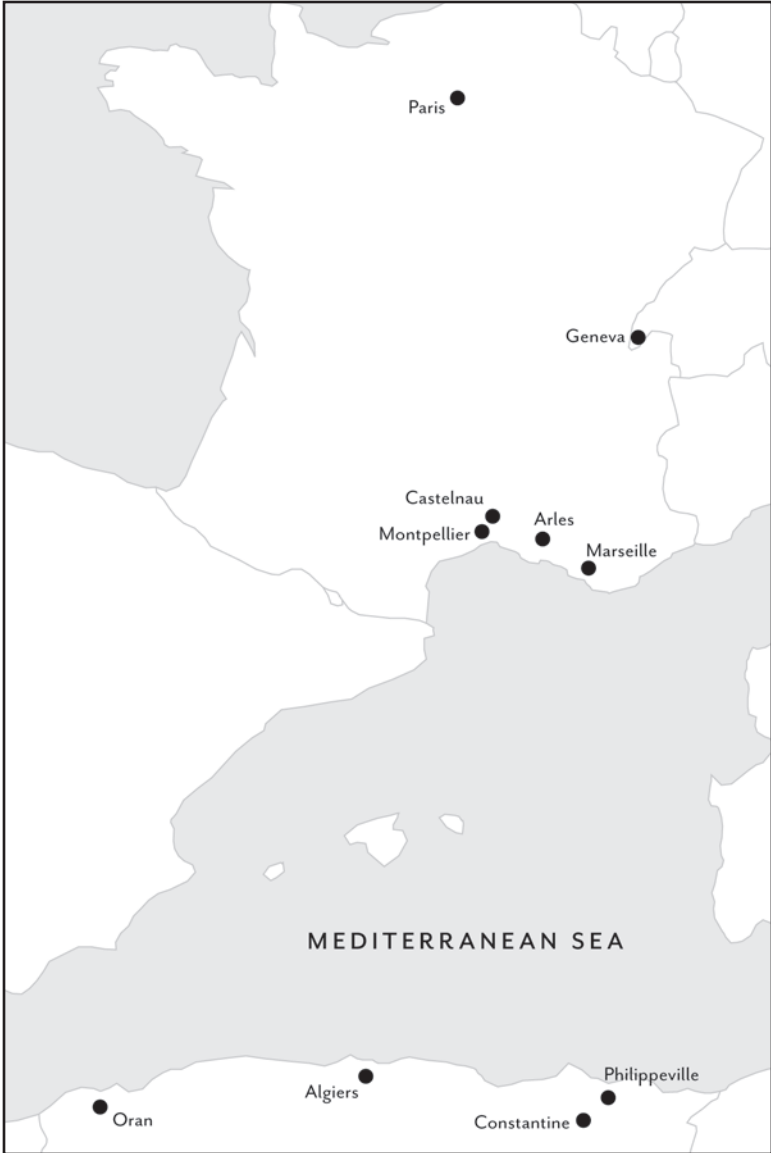 Paris
Geneva
Castelnau
Arles
Montpellier
Marseille
MEDITERRANEAN SEA
Philippeville
Algiers
Oran
Constantine